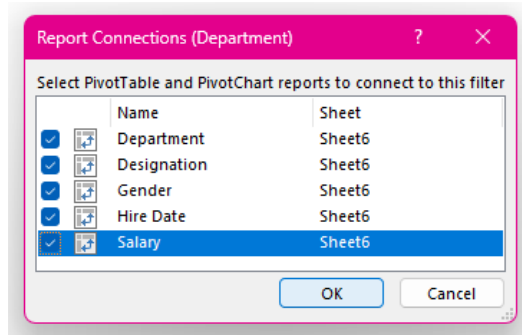 Report Connections (Department) ?
Select PivotTable and PivotChart reports to connect to this filter
Name Sheet
Department Sheet6
Designation Sheet6
Gender Sheet6
Hire Date Sheet6
Salary Sheet6
OK Cancel